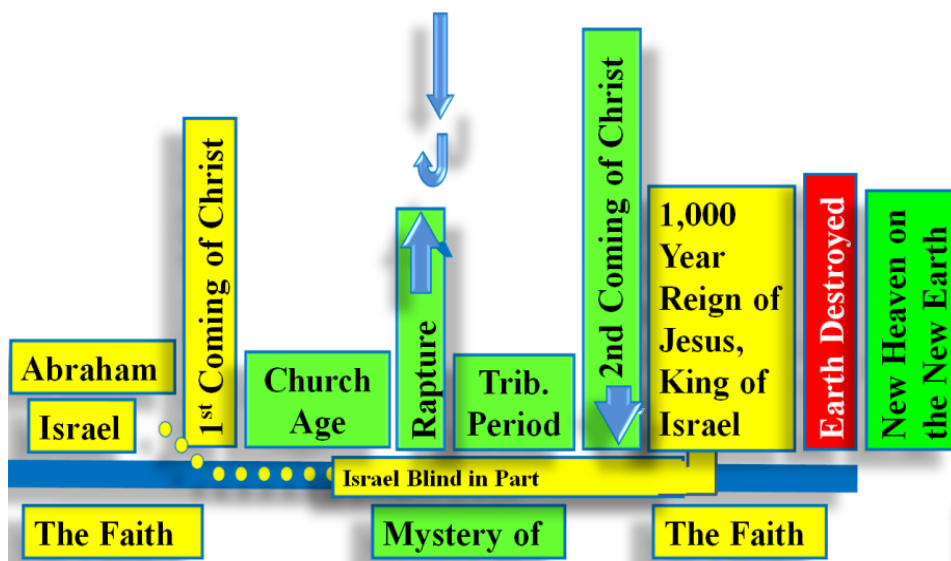 Abraham
Israel
1st Coming of Christ
Church
Age
Rapture
Trib.
Period
2nd Coming of Christ
1,000
Year
Reign of
Jesus,
King of
Israel
Earth Destroyed
New Heaven on
the New Earth
Israel Blind in Part
The Faith
Mystery of
The Faith